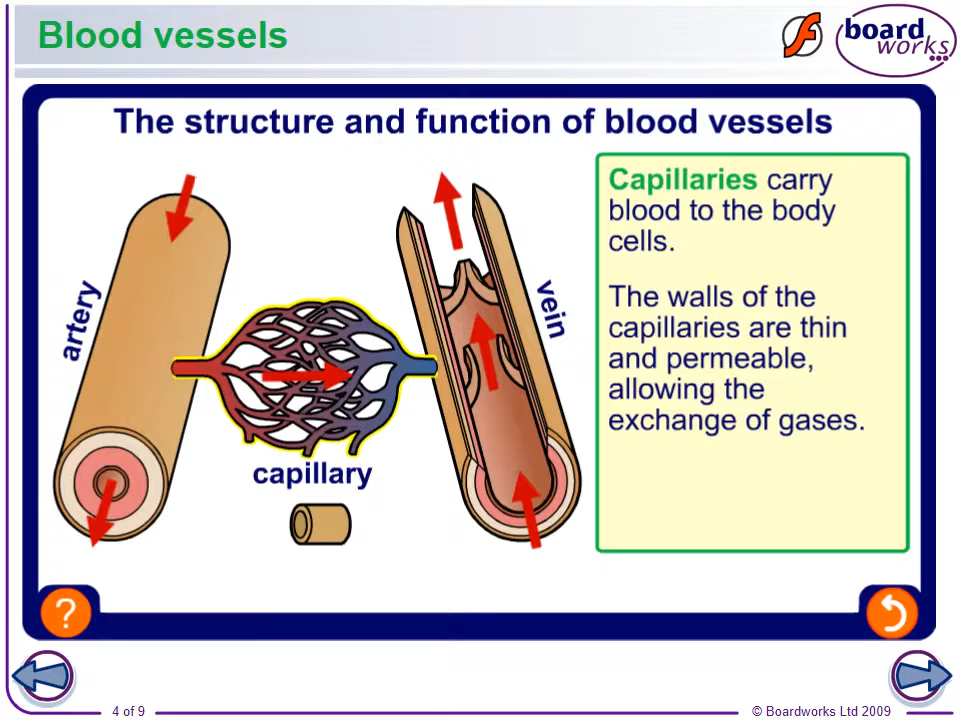 Blood vessels
board
works
The structure and function of blood vessels
artery
capillary
vein
Capillaries carry
blood to the body
cells.
The walls of the
capillaries are thin
and permeable,
allowing the
exchange of gases.
?
4 of 9
© Boardworks Ltd 2009